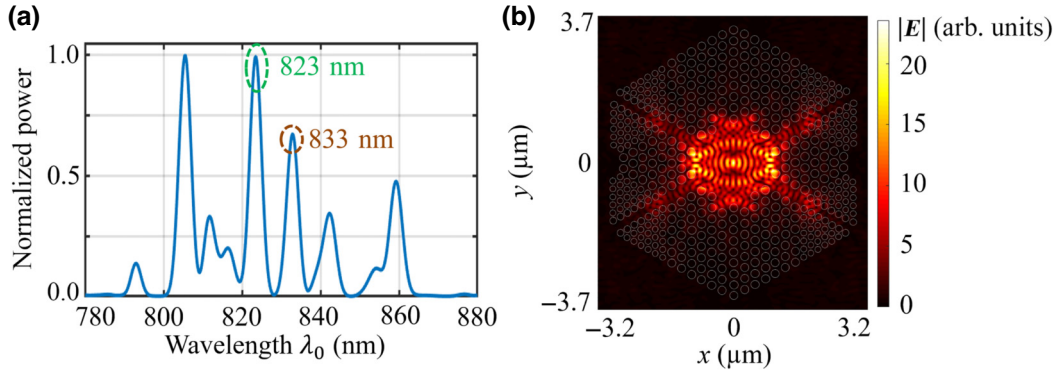 (a)
Normalized power
1.0
0.5
0.0
823 nm
833 nm
780 800 820 840 860 880
Wavelength λ₀ (nm)
(b)
3.7
0
−3.7
y (µm)
−3.2 0 3.2
x (µm)
|E| (arb. units)
20
15
10
5
0